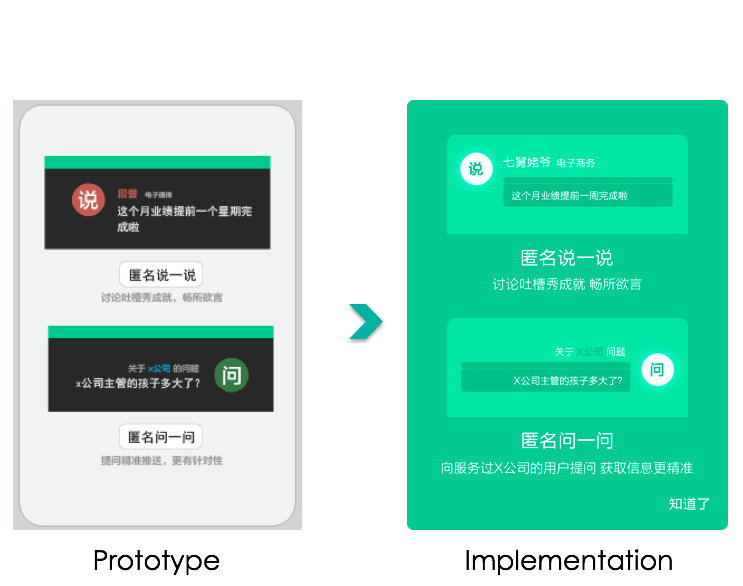 说
段誉 电子通信
这个月业绩提前一个星期完
成啦
匿名说一说
讨论吐槽秀成就，畅所欲言
关于 x公司 的问题
x公司主管的孩子多大了?
问
匿名问一问
提问精准推送，更有针对性
Prototype
说
七舅姥爷 电子商务
这个月业绩提前一周完成啦
匿名说一说
讨论吐槽秀成就 畅所欲言
关于 X公司 问题
X公司主管的孩子多大了?
问
匿名问一问
向服务过X公司的用户提问 获取信息更精准
知道了
Implementation